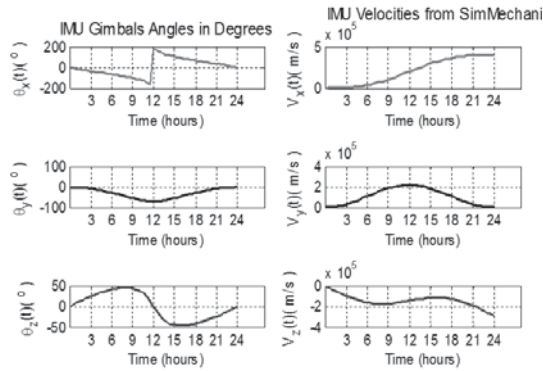 IMU Gimbals Angles in Degrees
200
0
-200
θx(t)(°)
3 6 9 12 15 18 21 24
Time (hours)
100
0
-100
θy(t)(°)
3 6 9 12 15 18 21 24
Time (hours)
50
0
-50
θz(t)(°)
3 6 9 12 15 18 21 24
Time (hours)
IMU Velocities from SimMechani
x 10^5
5
0
Vx(t)(m/s)
3 6 9 12 15 18 21 24
Time (hours)
x 10^5
4
2
0
Vy(t)(m/s)
3 6 9 12 15 18 21 24
Time (hours)
x 10^5
0
-2
-4
Vz(t)(m/s)
3 6 9 12 15 18 21 24
Time (hours)